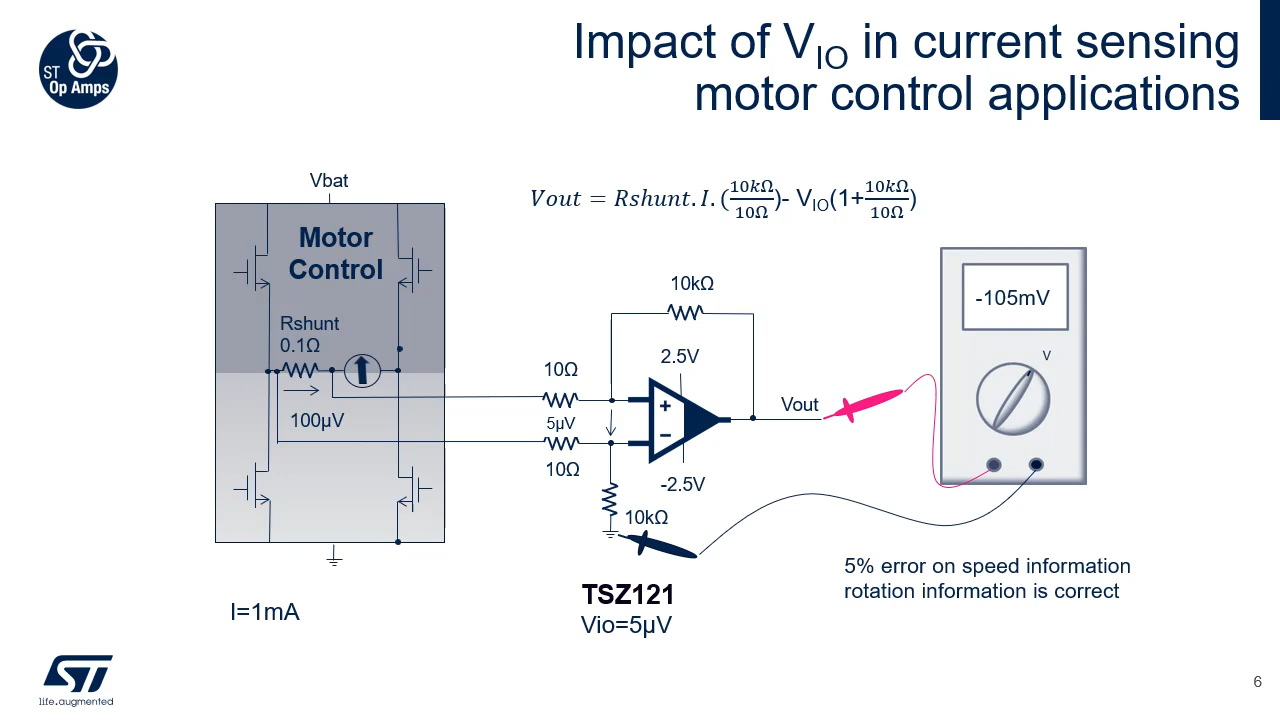 ST
Op Amps
Impact of VIO in current sensing
motor control applications
Vbat
Vout = Rshunt.I.(10kΩ/10Ω)- VIO(1+10kΩ/10Ω)
Motor
Control
Rshunt
0.1Ω
100µV
10kΩ
-105mV
V
2.5V
10Ω
+
Vout
5µV
−
10Ω
-2.5V
10kΩ
5% error on speed information
rotation information is correct
TSZ121
Vio=5µV
I=1mA
ST
life.augmented
6